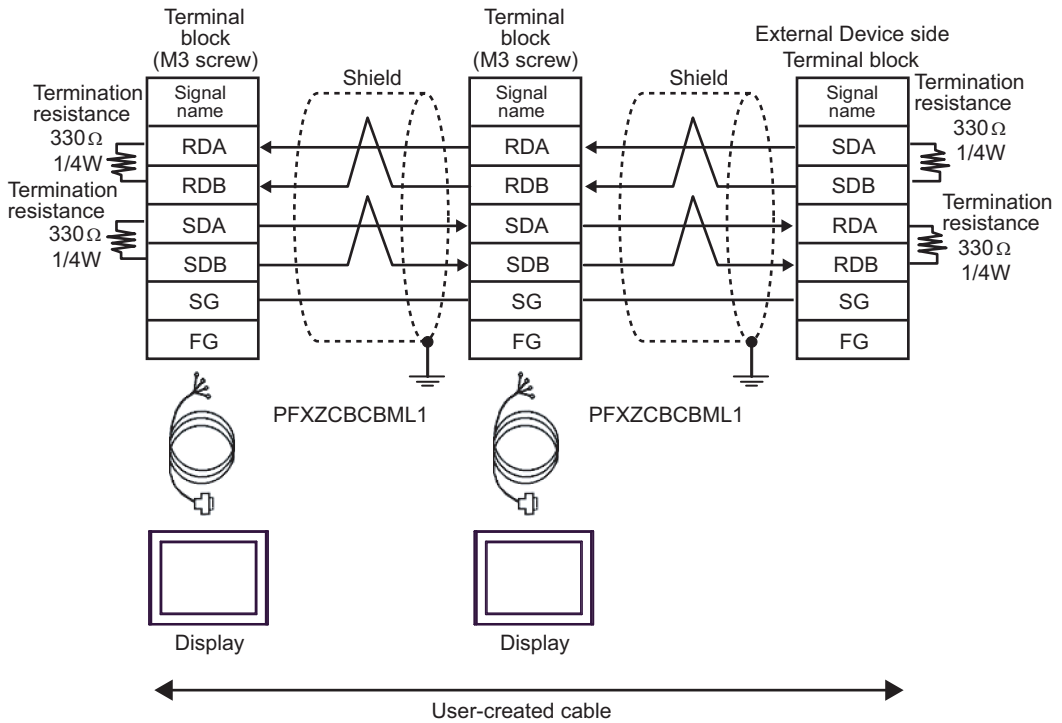 Terminal
block
(M3 screw)
Terminal
block
(M3 screw)
External Device side
Terminal block
Shield
Shield
Termination
resistance
330Ω
1/4W
Termination
resistance
330Ω
1/4W
Signal
name
RDA
RDB
SDA
SDB
SG
FG
Signal
name
RDA
RDB
SDA
SDB
SG
FG
Signal
name
SDA
SDB
RDA
RDB
SG
FG
Termination
resistance
330Ω
1/4W
Termination
resistance
330Ω
1/4W
PFXZCBCBML1
PFXZCBCBML1
Display
Display
User-created cable